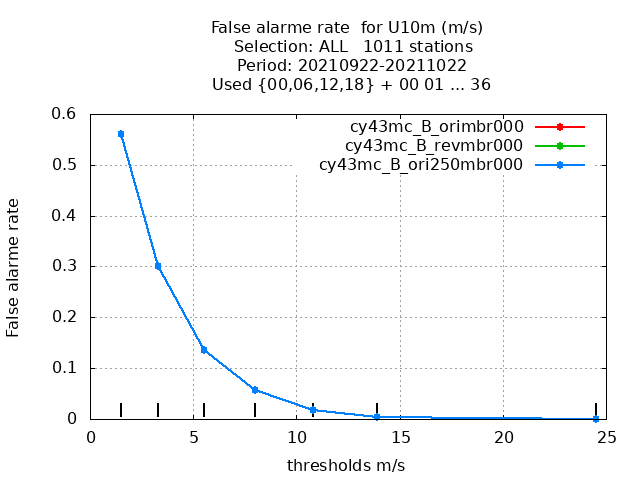 False alarme rate  for U10m (m/s)
Selection: ALL   1011 stations
Period: 20210922-20211022
Used {00,06,12,18} + 00 01 ... 36
cy43mc_B_orimbr000
cy43mc_B_revmbr000
cy43mc_B_ori250mbr000
False alarme rate
0.6
0.5
0.4
0.3
0.2
0.1
0
0 5 10 15 20 25
thresholds m/s